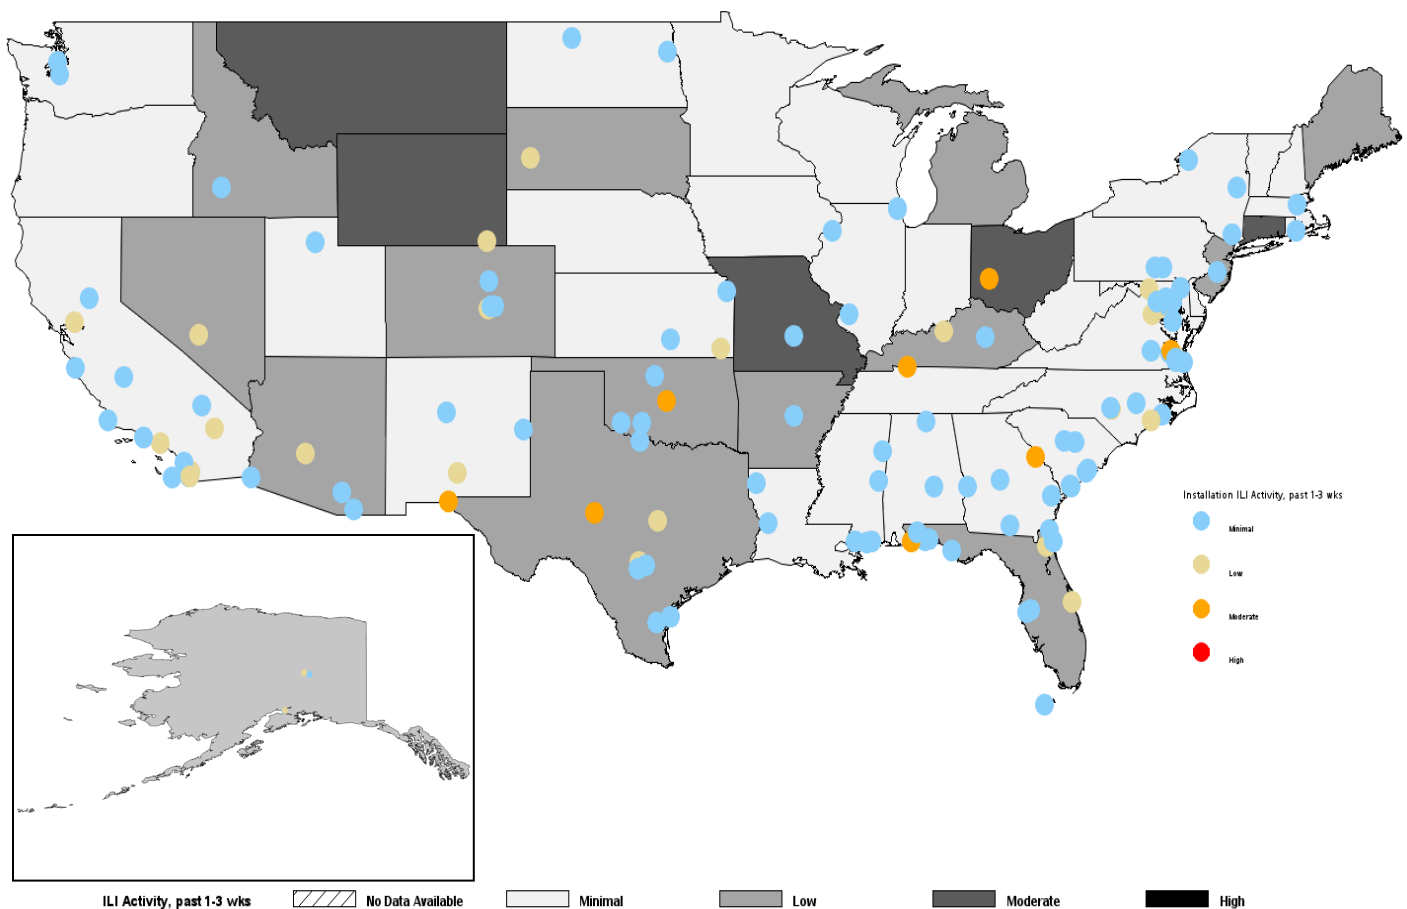 Installation ILI Activity, past 1-3 wks
Minimal
Low
Moderate
High
ILI Activity, past 1-3 wks No Data Available Minimal Low Moderate High